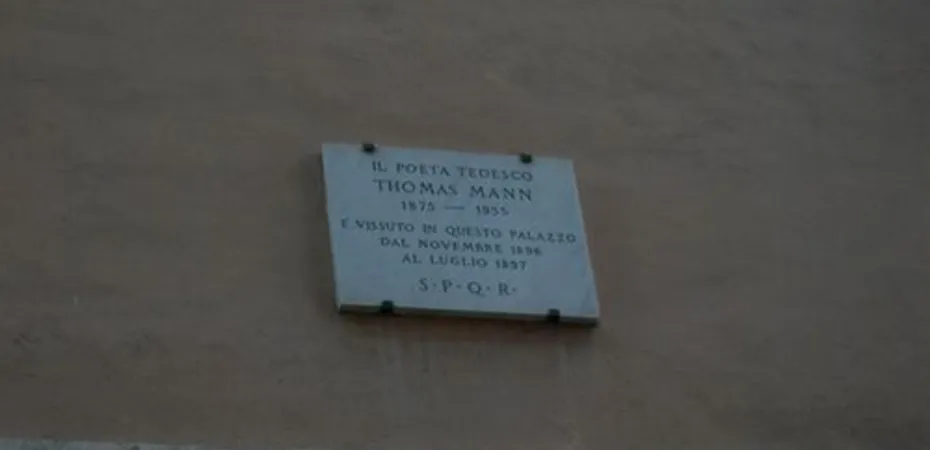 IL POETA TEDESCO
THOMAS MANN
1875 — 1955
È VISSUTO IN QUESTO PALAZZO
DAL NOVEMBRE 1896
AL LUGLIO 1897
S·P·Q·R·